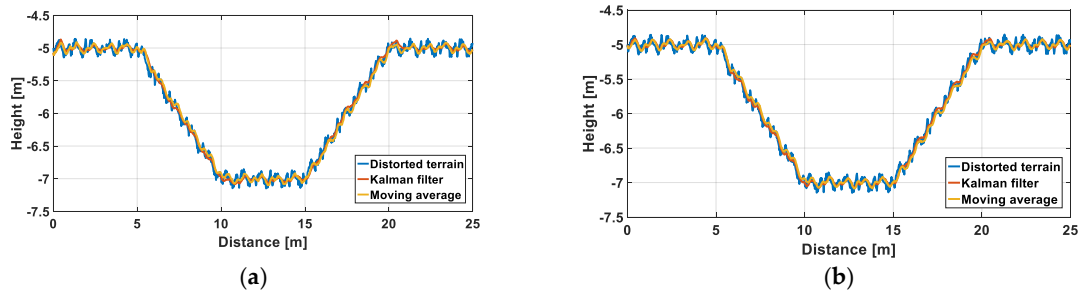 -4.5
-5
-5.5
-6
-6.5
-7
-7.5
Height [m]
0
5
10
15
20
25
Distance [m]
Distorted terrain
Kalman filter
Moving average
(a)
-4.5
-5
-5.5
-6
-6.5
-7
-7.5
Height [m]
0
5
10
15
20
25
Distance [m]
Distorted terrain
Kalman filter
Moving average
(b)